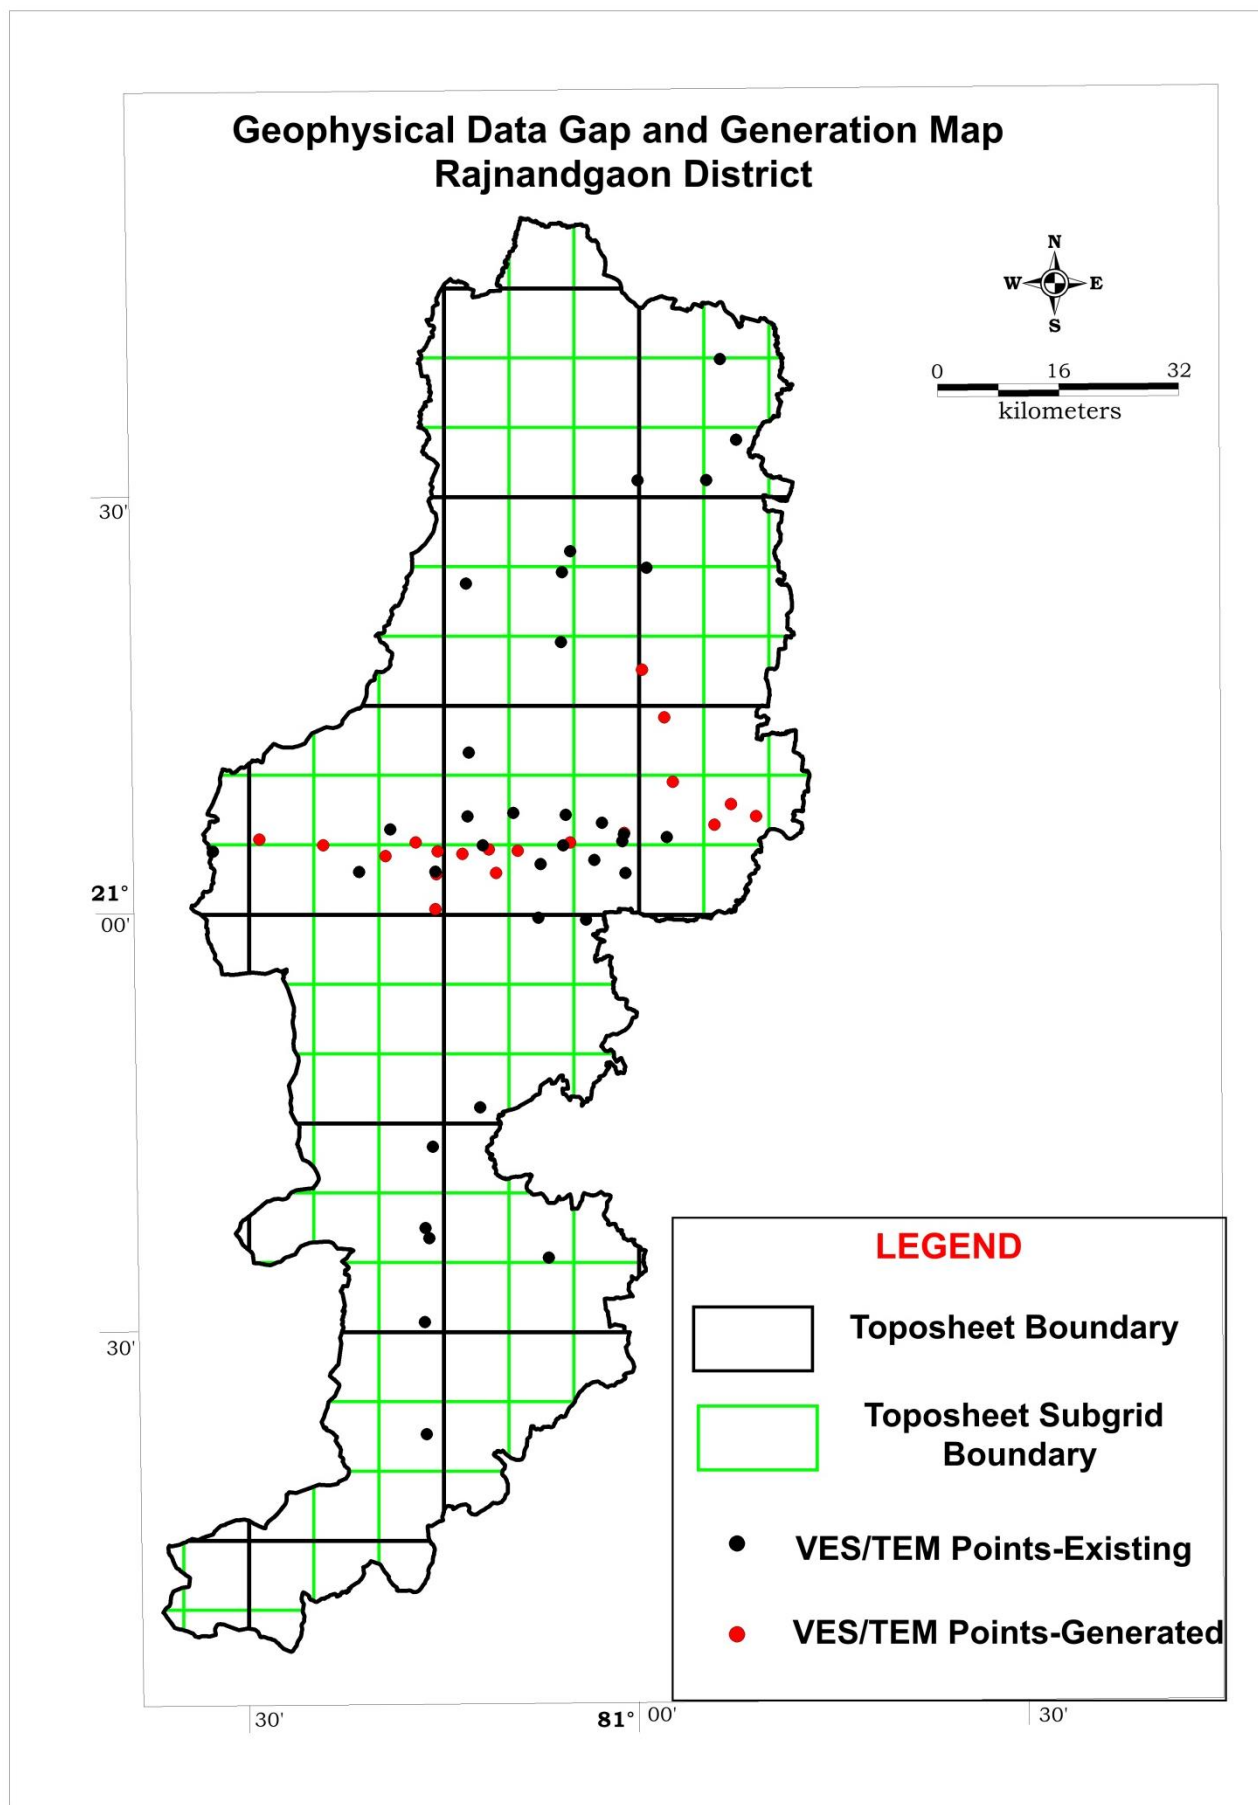 Geophysical Data Gap and Generation Map
Rajnandgaon District
N
W E
S
0 16 32
kilometers
30'
21°
00'
30'
LEGEND
Toposheet Boundary
Toposheet Subgrid
Boundary
VES/TEM Points-Existing
VES/TEM Points-Generated
30' 81° 00' 30'